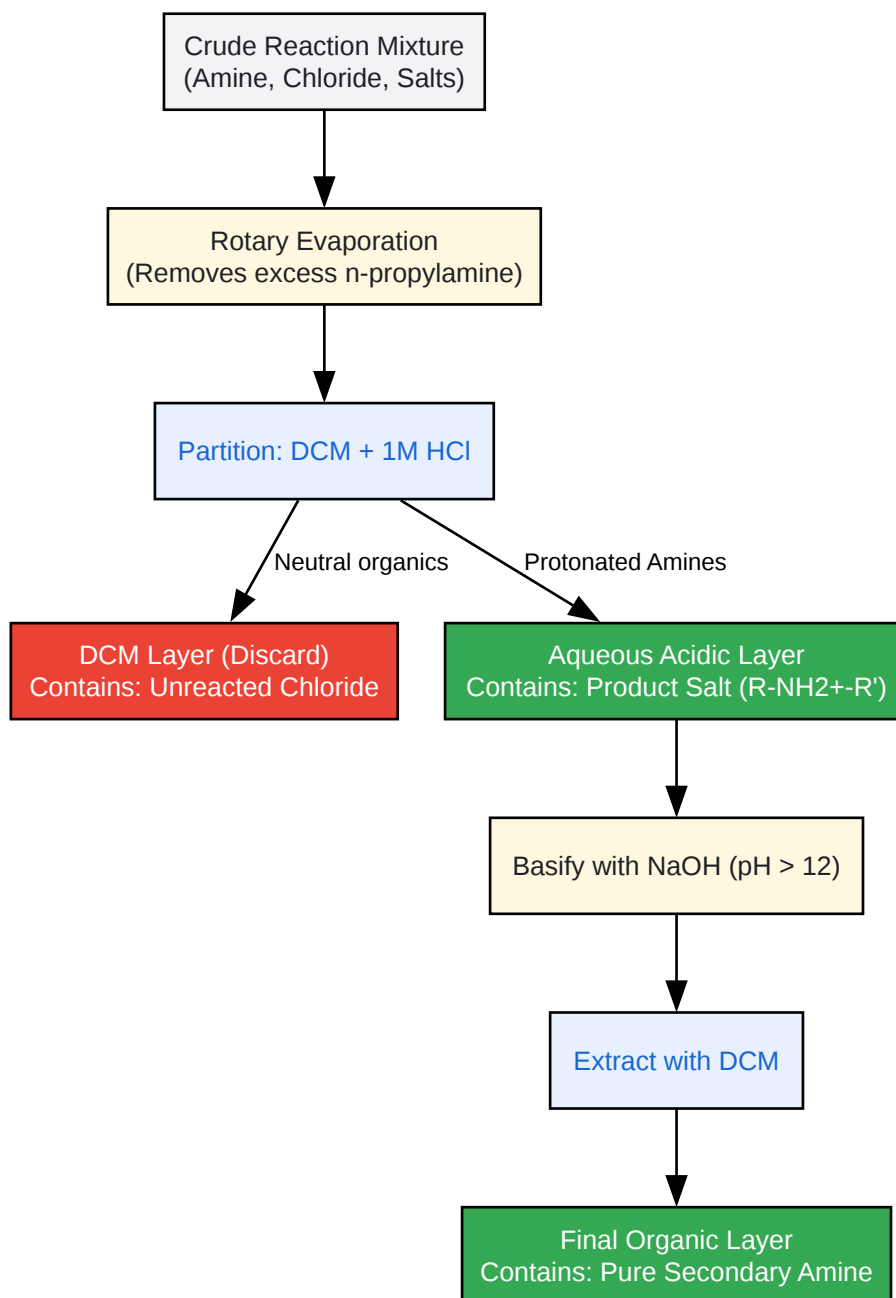 Crude Reaction Mixture
(Amine, Chloride, Salts)
Rotary Evaporation
(Removes excess n-propylamine)
Partition: DCM + 1M HCl
Neutral organics
Protonated Amines
DCM Layer (Discard)
Contains: Unreacted Chloride
Aqueous Acidic Layer
Contains: Product Salt (R-NH2+-R')
Basify with NaOH (pH > 12)
Extract with DCM
Final Organic Layer
Contains: Pure Secondary Amine